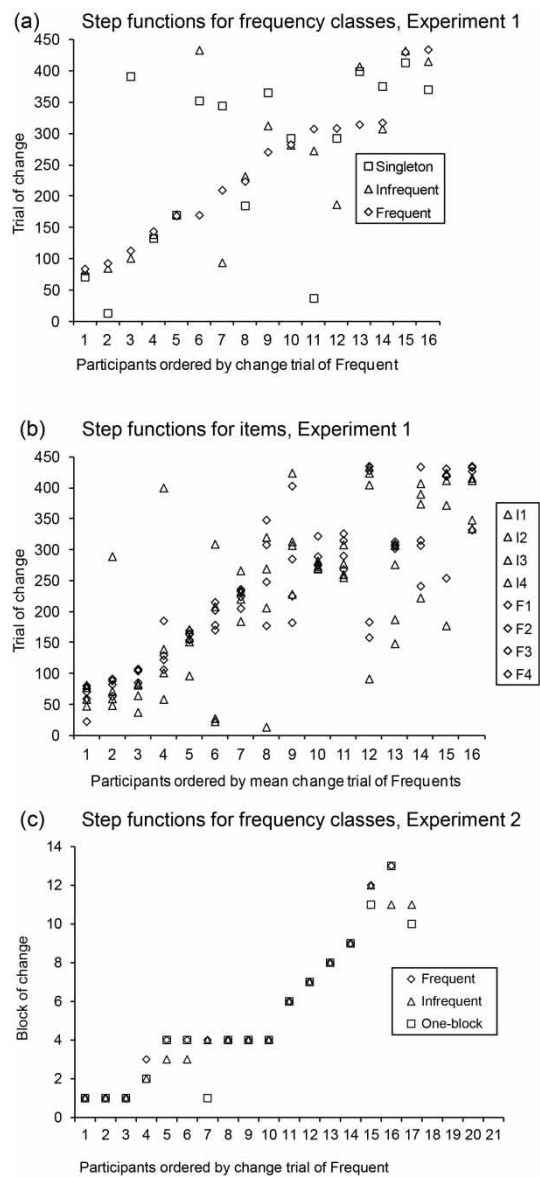 (a) Step functions for frequency classes, Experiment 1
450
400
350
300
250
200
150
100
50
0
Trial of change
Singleton
Infrequent
Frequent
1 2 3 4 5 6 7 8 9 10 11 12 13 14 15 16
Participants ordered by change trial of Frequent
(b) Step functions for items, Experiment 1
450
400
350
300
250
200
150
100
50
0
Trial of change
I1
I2
I3
I4
F1
F2
F3
F4
1 2 3 4 5 6 7 8 9 10 11 12 13 14 15 16
Participants ordered by mean change trial of Frequents
(c) Step functions for frequency classes, Experiment 2
14
12
10
8
6
4
2
0
Block of change
Frequent
Infrequent
One-block
1 2 3 4 5 6 7 8 9 10 11 12 13 14 15 16 17 18 19 20 21
Participants ordered by change trial of Frequent